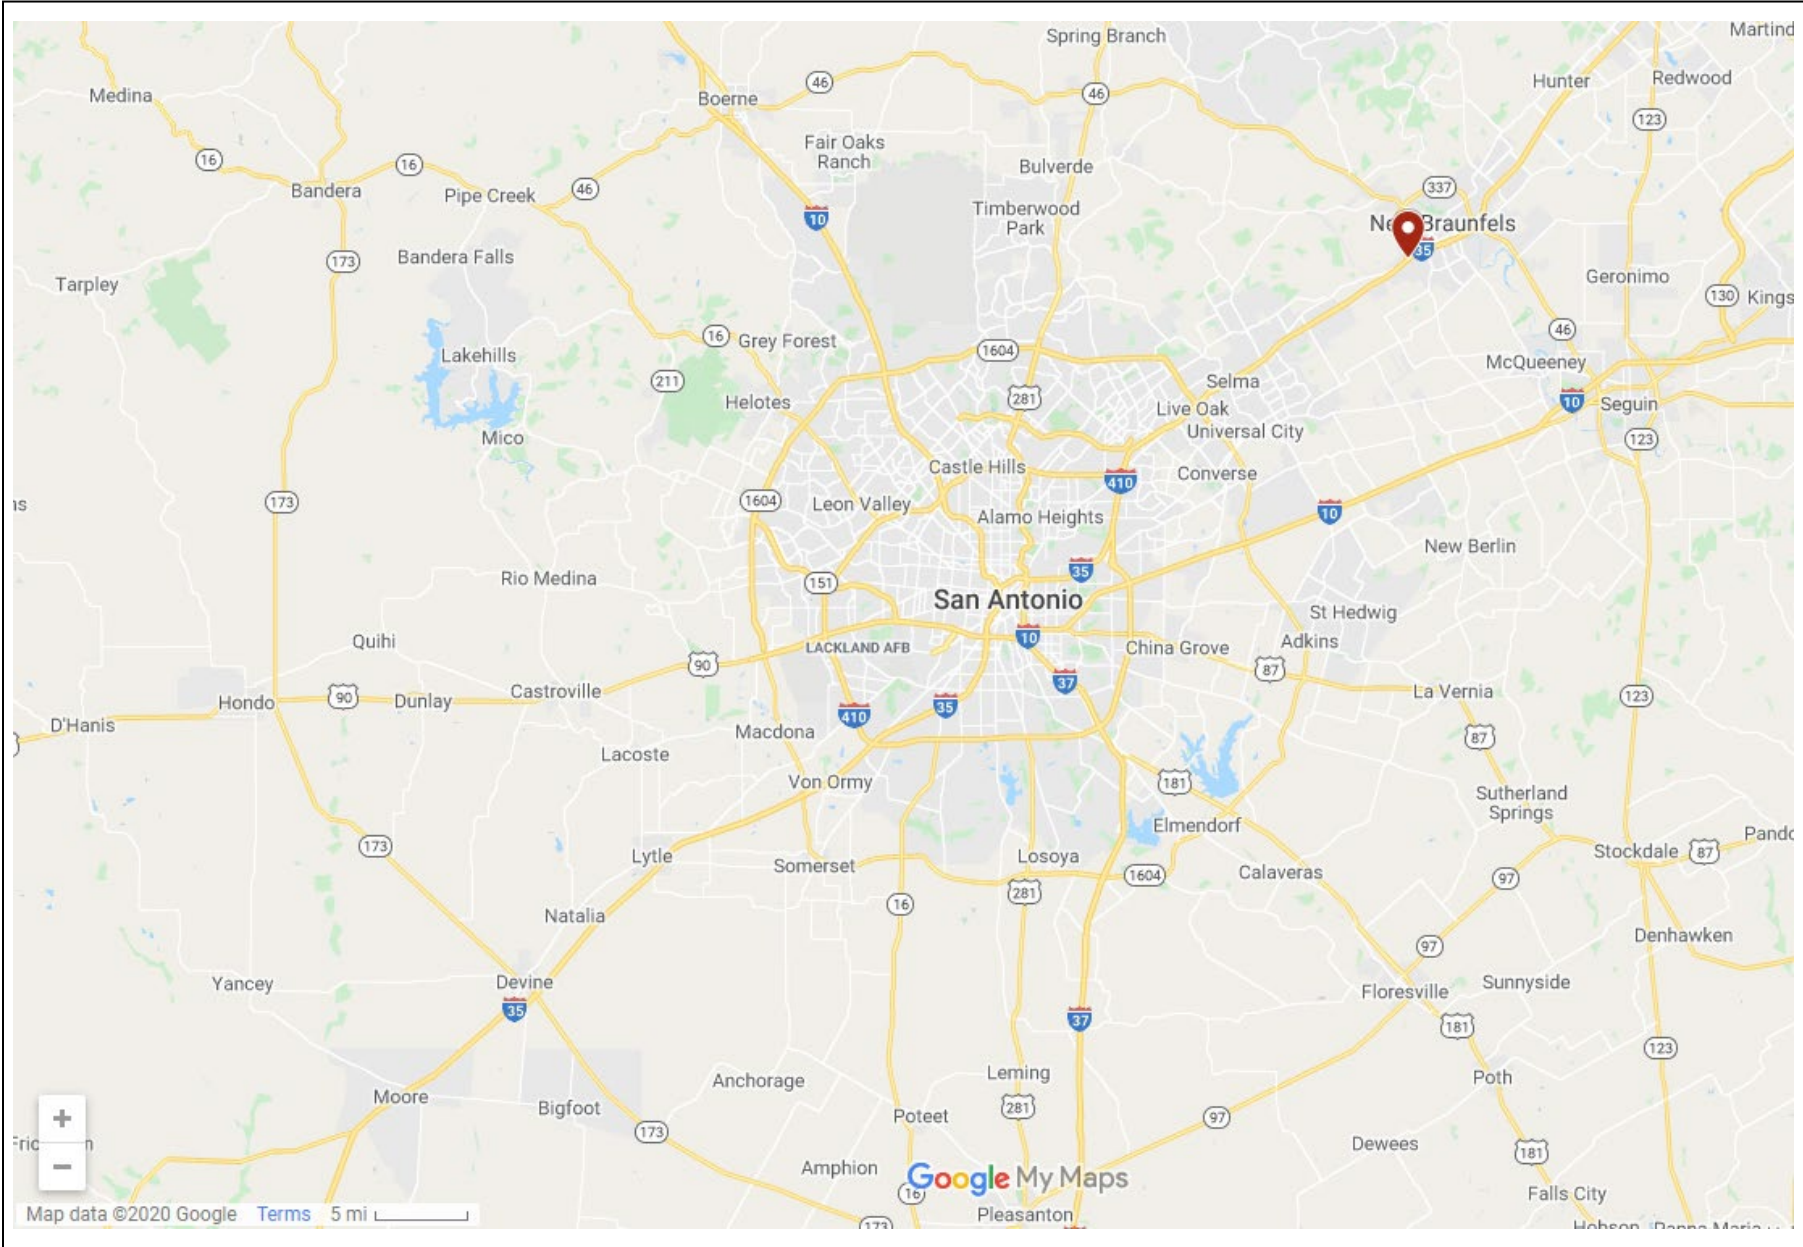 Spring Branch
Martind
Medina
Boerne
46
46
Hunter
Redwood
123
Fair Oaks
Ranch
Bulverde
16
16
Bandera
Pipe Creek
46
337
10
Timberwood
Park
Braunfels
35
173
Bandera Falls
Tarpley
Geronimo
130
Kings
16
Grey Forest
46
Lakehills
1604
McQueeney
211
Selma
281
10
Seguin
Helotes
Live Oak
Universal City
123
Mico
Castle Hills
410
Converse
173
1604
Leon Valley
Alamo Heights
10
ns
New Berlin
Rio Medina
151
35
San Antonio
St Hedwig
Quihi
LACKLAND AFB
10
China Grove
Adkins
90
87
37
Hondo
90
Dunlay
Castroville
La Vernia
123
D'Hanis
410
35
Macdona
87
Lacoste
Von Ormy
181
Sutherland
Springs
Elmendorf
Pando
173
Lytle
Somerset
Losoya
1604
Calaveras
97
Stockdale
87
281
16
Natalia
97
Denhawken
Yancey
Devine
35
Floresville
Sunnyside
37
181
123
Leming
Anchorage
Poth
Moore
Bigfoot
281
Poteet
97
173
Dewees
181
Amphion
Google My Maps
16
Falls City
Pleasanton
173
Hobson
Panna Maria
+
−
Map data ©2020 Google
Terms
5 mi